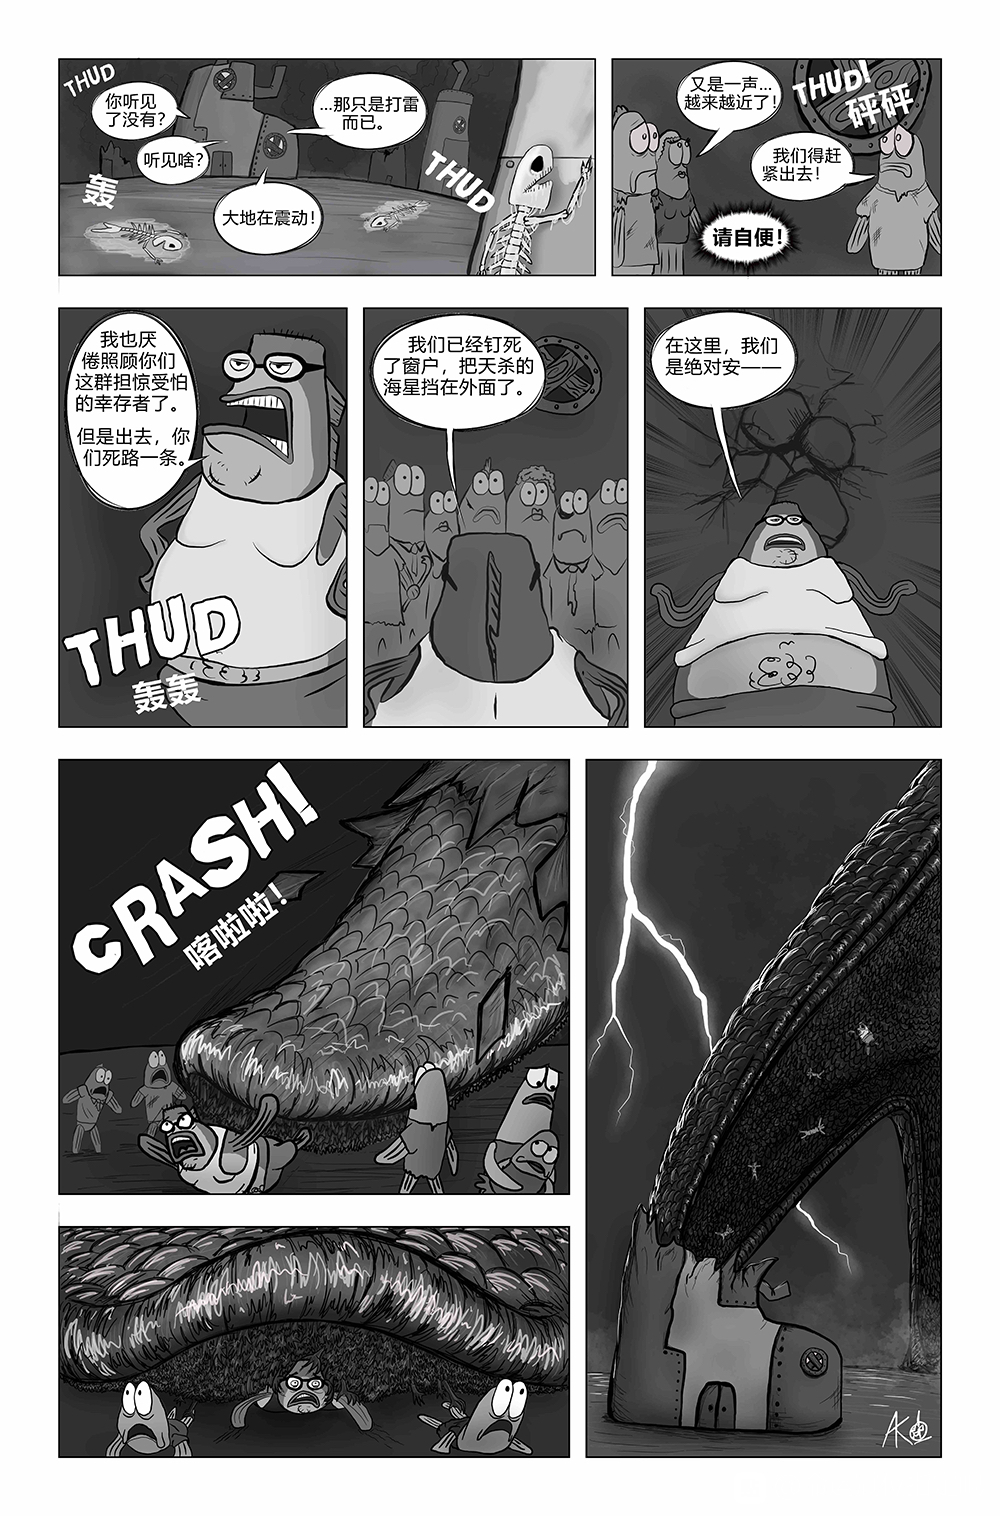 THUD
你听见
了没有？
听见啥？
…那只是打雷
而已。
大地在震动！
轰
THUD
又是一声…
越来越近了！
THUD!
砰砰
我们得赶
紧出去！
请自便！
我也厌
倦照顾你们
这群担惊受怕
的幸存者了。
但是出去，你
们死路一条。
THUD
轰轰
我们已经钉死
了窗户，把天杀的
海星挡在外面了。
在这里，我们
是绝对安——
CRASH!
喀啦啦！